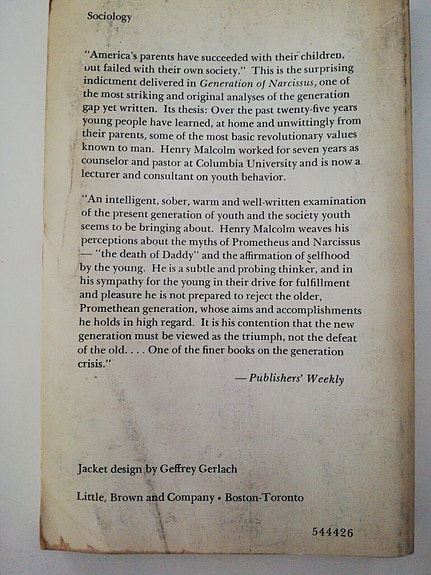 Sociology
"America's parents have succeeded with their children,
but failed with their own society." This is the surprising
indictment delivered in Generation of Narcissus, one of
the most striking and original analyses of the generation
gap yet written. Its thesis: Over the past twenty-five years
young people have learned, at home and unwittingly from
their parents, some of the most basic revolutionary values
known to man. Henry Malcolm worked for seven years as
counselor and pastor at Columbia University and is now a
lecturer and consultant on youth behavior.
"An intelligent, sober, warm and well-written examination
of the present generation of youth and the society youth
seems to be bringing about. Henry Malcolm weaves his
perceptions about the myths of Prometheus and Narcissus
— "the death of Daddy" and the affirmation of selfhood
by the young. He is a subtle and probing thinker, and in
his sympathy for the young in their drive for fulfillment
and pleasure he is not prepared to reject the older,
Promethean generation, whose aims and accomplishments
he holds in high regard. It is his contention that the new
generation must be viewed as the triumph, not the defeat
of the old. . . . One of the finer books on the generation
crisis."
— Publishers' Weekly
Jacket design by Geffrey Gerlach
Little, Brown and Company • Boston-Toronto
544426